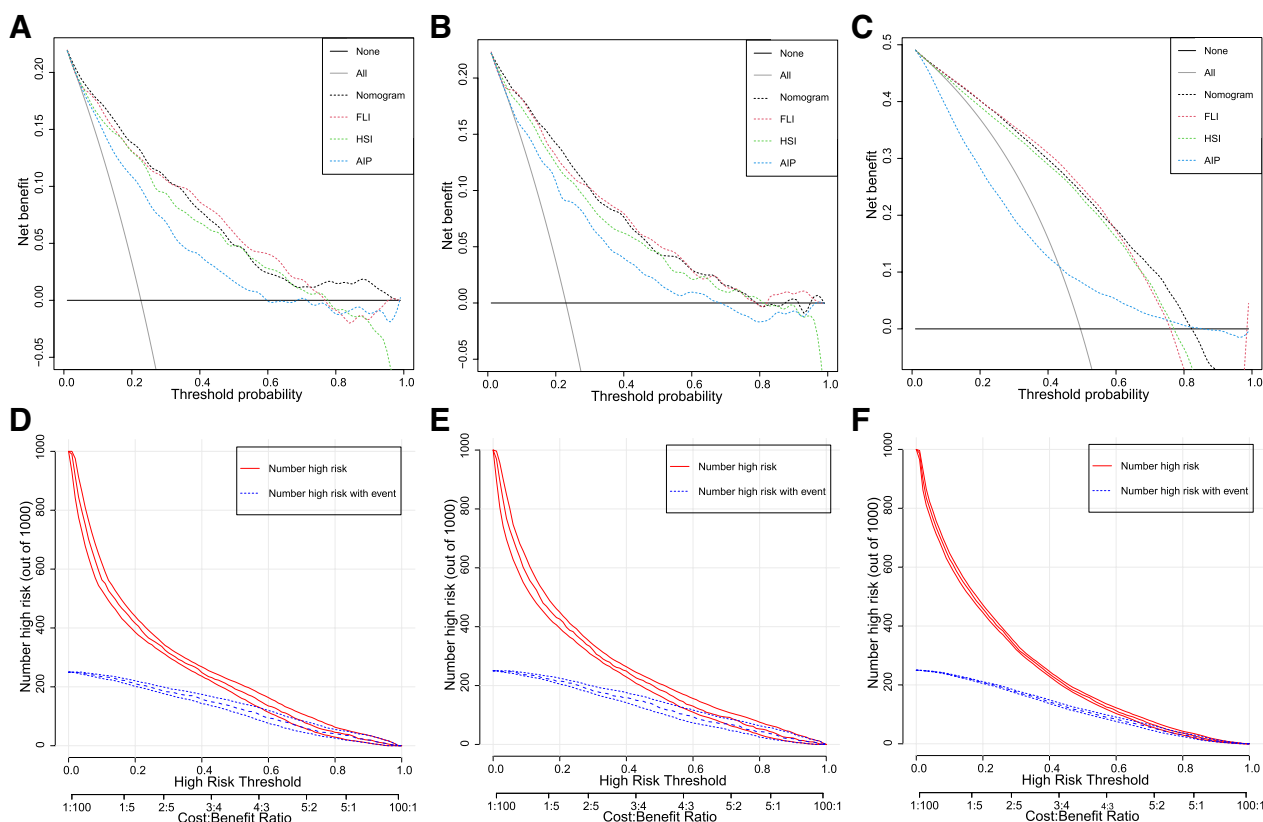 A
None
All
Nomogram
FLI
HSI
AIP
Net benefit
0.20
0.15
0.10
0.05
0.00
−0.05
0.0 0.2 0.4 0.6 0.8 1.0
Threshold probability
B
None
All
Nomogram
FLI
HSI
AIP
Net benefit
0.20
0.15
0.10
0.05
0.00
−0.05
0.0 0.2 0.4 0.6 0.8 1.0
Threshold probability
C
None
All
Nomogram
FLI
HSI
AIP
Net benefit
0.5
0.4
0.3
0.2
0.1
0.0
0.0 0.2 0.4 0.6 0.8 1.0
Threshold probability
D
Number high risk
Number high risk with event
Number high risk (out of 1000)
1000
800
600
400
200
0
0.0 0.2 0.4 0.6 0.8 1.0
High Risk Threshold
1:100 1:5 2:5 3:4 4:3 5:2 5:1 100:1
Cost:Benefit Ratio
E
Number high risk
Number high risk with event
Number high risk (out of 1000)
1000
800
600
400
200
0
0.0 0.2 0.4 0.6 0.8 1.0
High Risk Threshold
1:100 1:5 2:5 3:4 4:3 5:2 5:1 100:1
Cost:Benefit Ratio
F
Number high risk
Number high risk with event
Number high risk (out of 1000)
1000
800
600
400
200
0
0.0 0.2 0.4 0.6 0.8 1.0
High Risk Threshold
1:100 1:5 2:5 3:4 4:3 5:2 5:1 100:1
Cost:Benefit Ratio